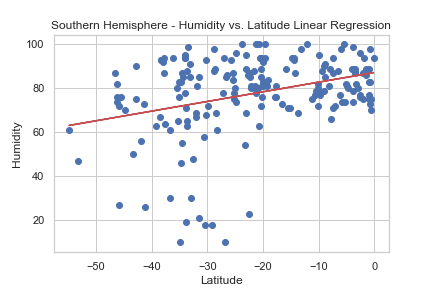 Southern Hemisphere - Humidity vs. Latitude Linear Regression
100
80
60
40
20
Humidity
−50 −40 −30 −20 −10 0
Latitude